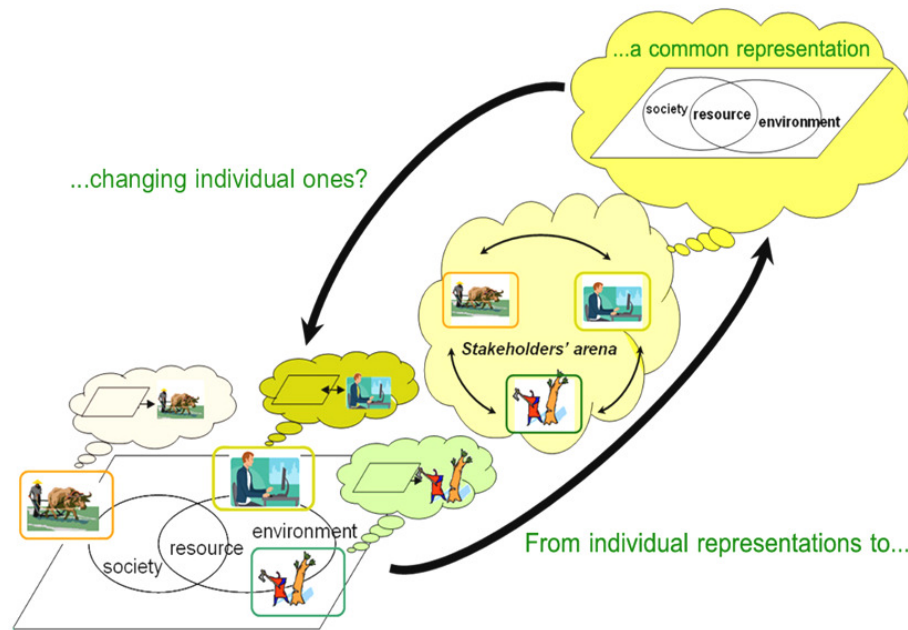 ...a common representation
society
resource
environment
...changing individual ones?
Stakeholders' arena
environment
resource
society
From individual representations to...